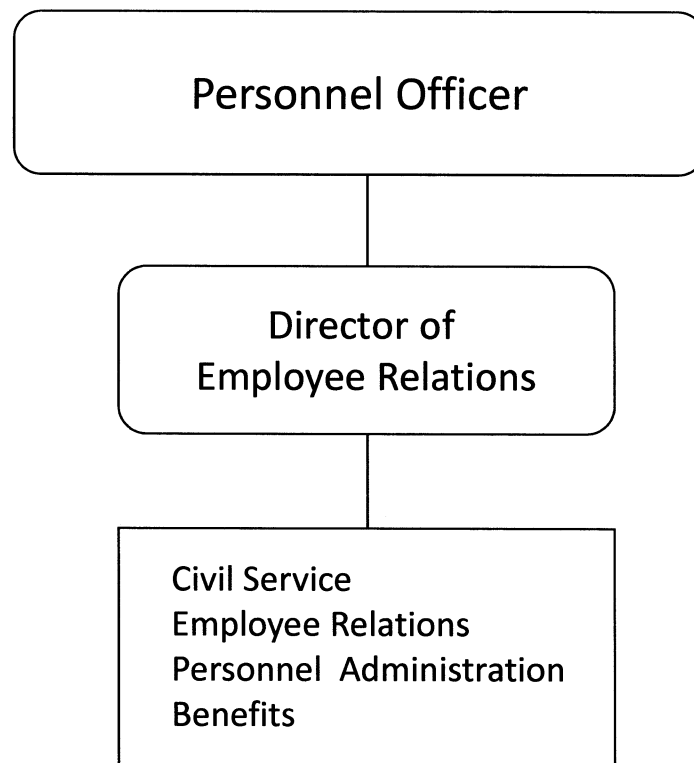 Personnel Officer
Director of
Employee Relations
Civil Service
Employee Relations
Personnel Administration
Benefits